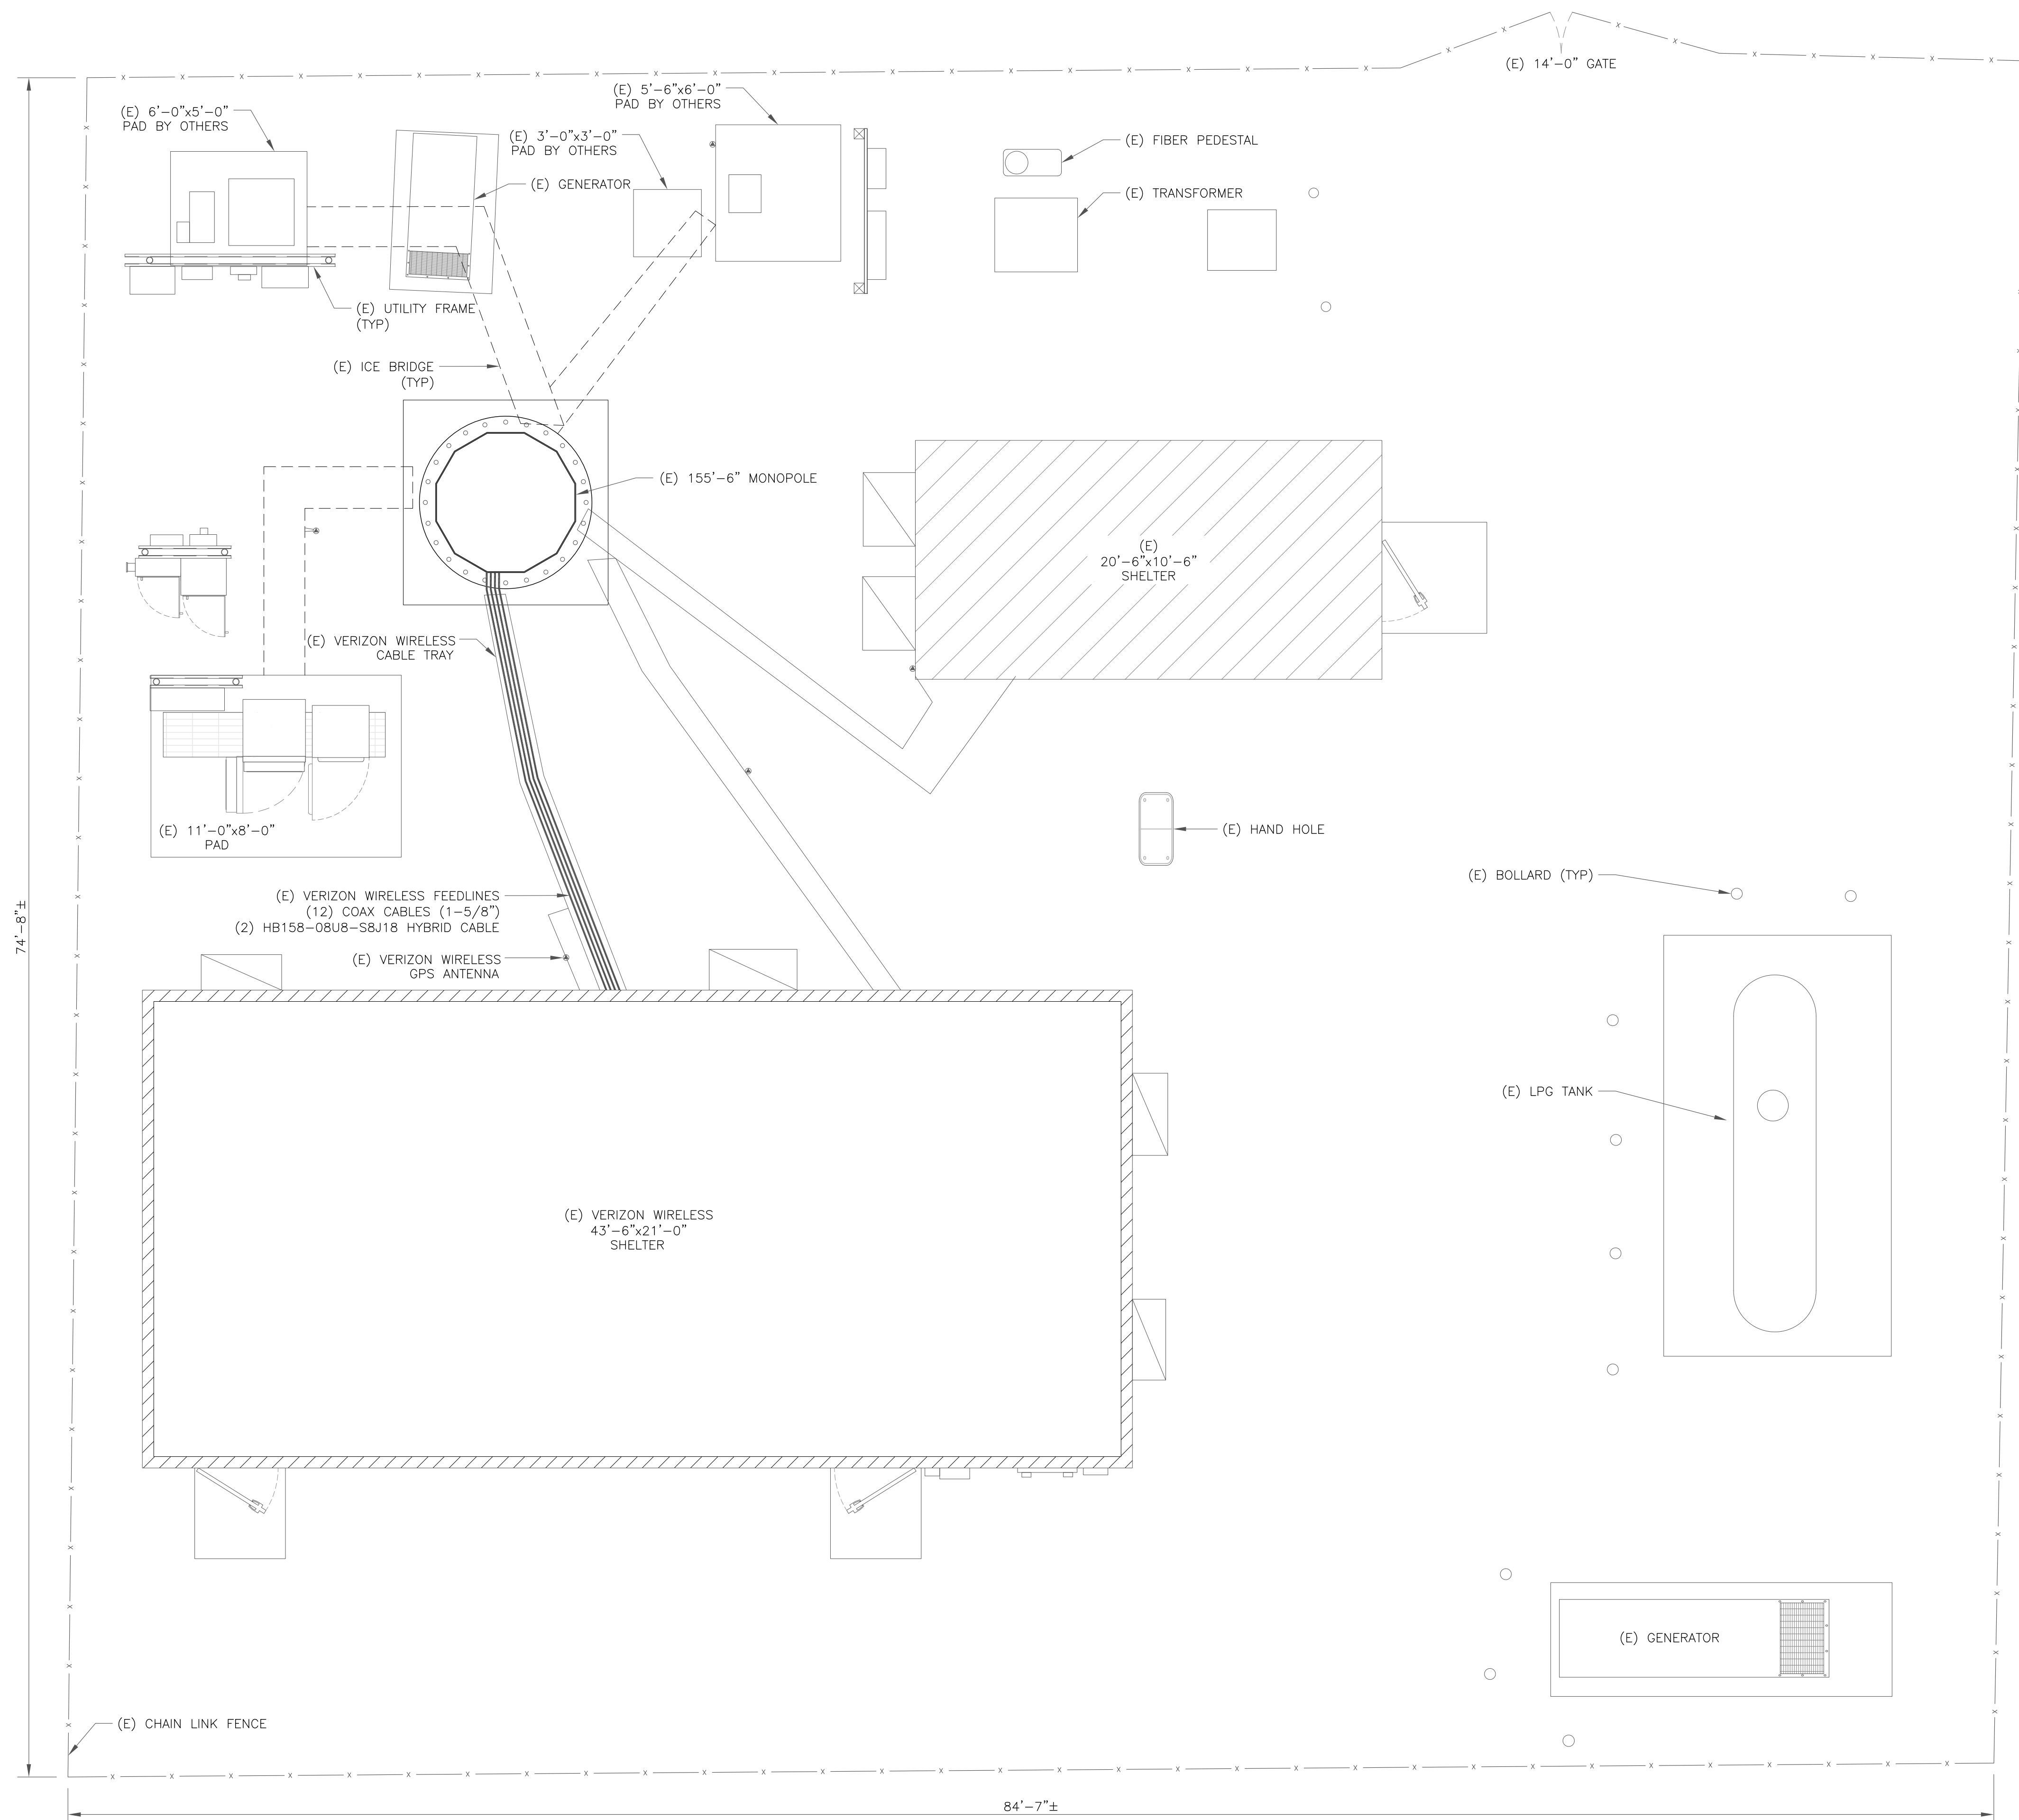 (E) 14'-0" GATE
(E) 6'-0"x5'-0"
PAD BY OTHERS
(E) 5'-6"x6'-0"
PAD BY OTHERS
(E) 3'-0"x3'-0"
PAD BY OTHERS
(E) GENERATOR
(E) FIBER PEDESTAL
(E) TRANSFORMER
(E) UTILITY FRAME
(TYP)
(E) ICE BRIDGE
(TYP)
(E) 155'-6" MONOPOLE
(E)
20'-6"x10'-6"
SHELTER
(E) VERIZON WIRELESS
CABLE TRAY
(E) 11'-0"x8'-0"
PAD
(E) HAND HOLE
(E) BOLLARD (TYP)
(E) VERIZON WIRELESS FEEDLINES
(12) COAX CABLES (1-5/8")
(2) HB158-08U8-S8J18 HYBRID CABLE
(E) VERIZON WIRELESS
GPS ANTENNA
74'-8"±
(E) LPG TANK
(E) VERIZON WIRELESS
43'-6"x21'-0"
SHELTER
(E) GENERATOR
(E) CHAIN LINK FENCE
84'-7"±